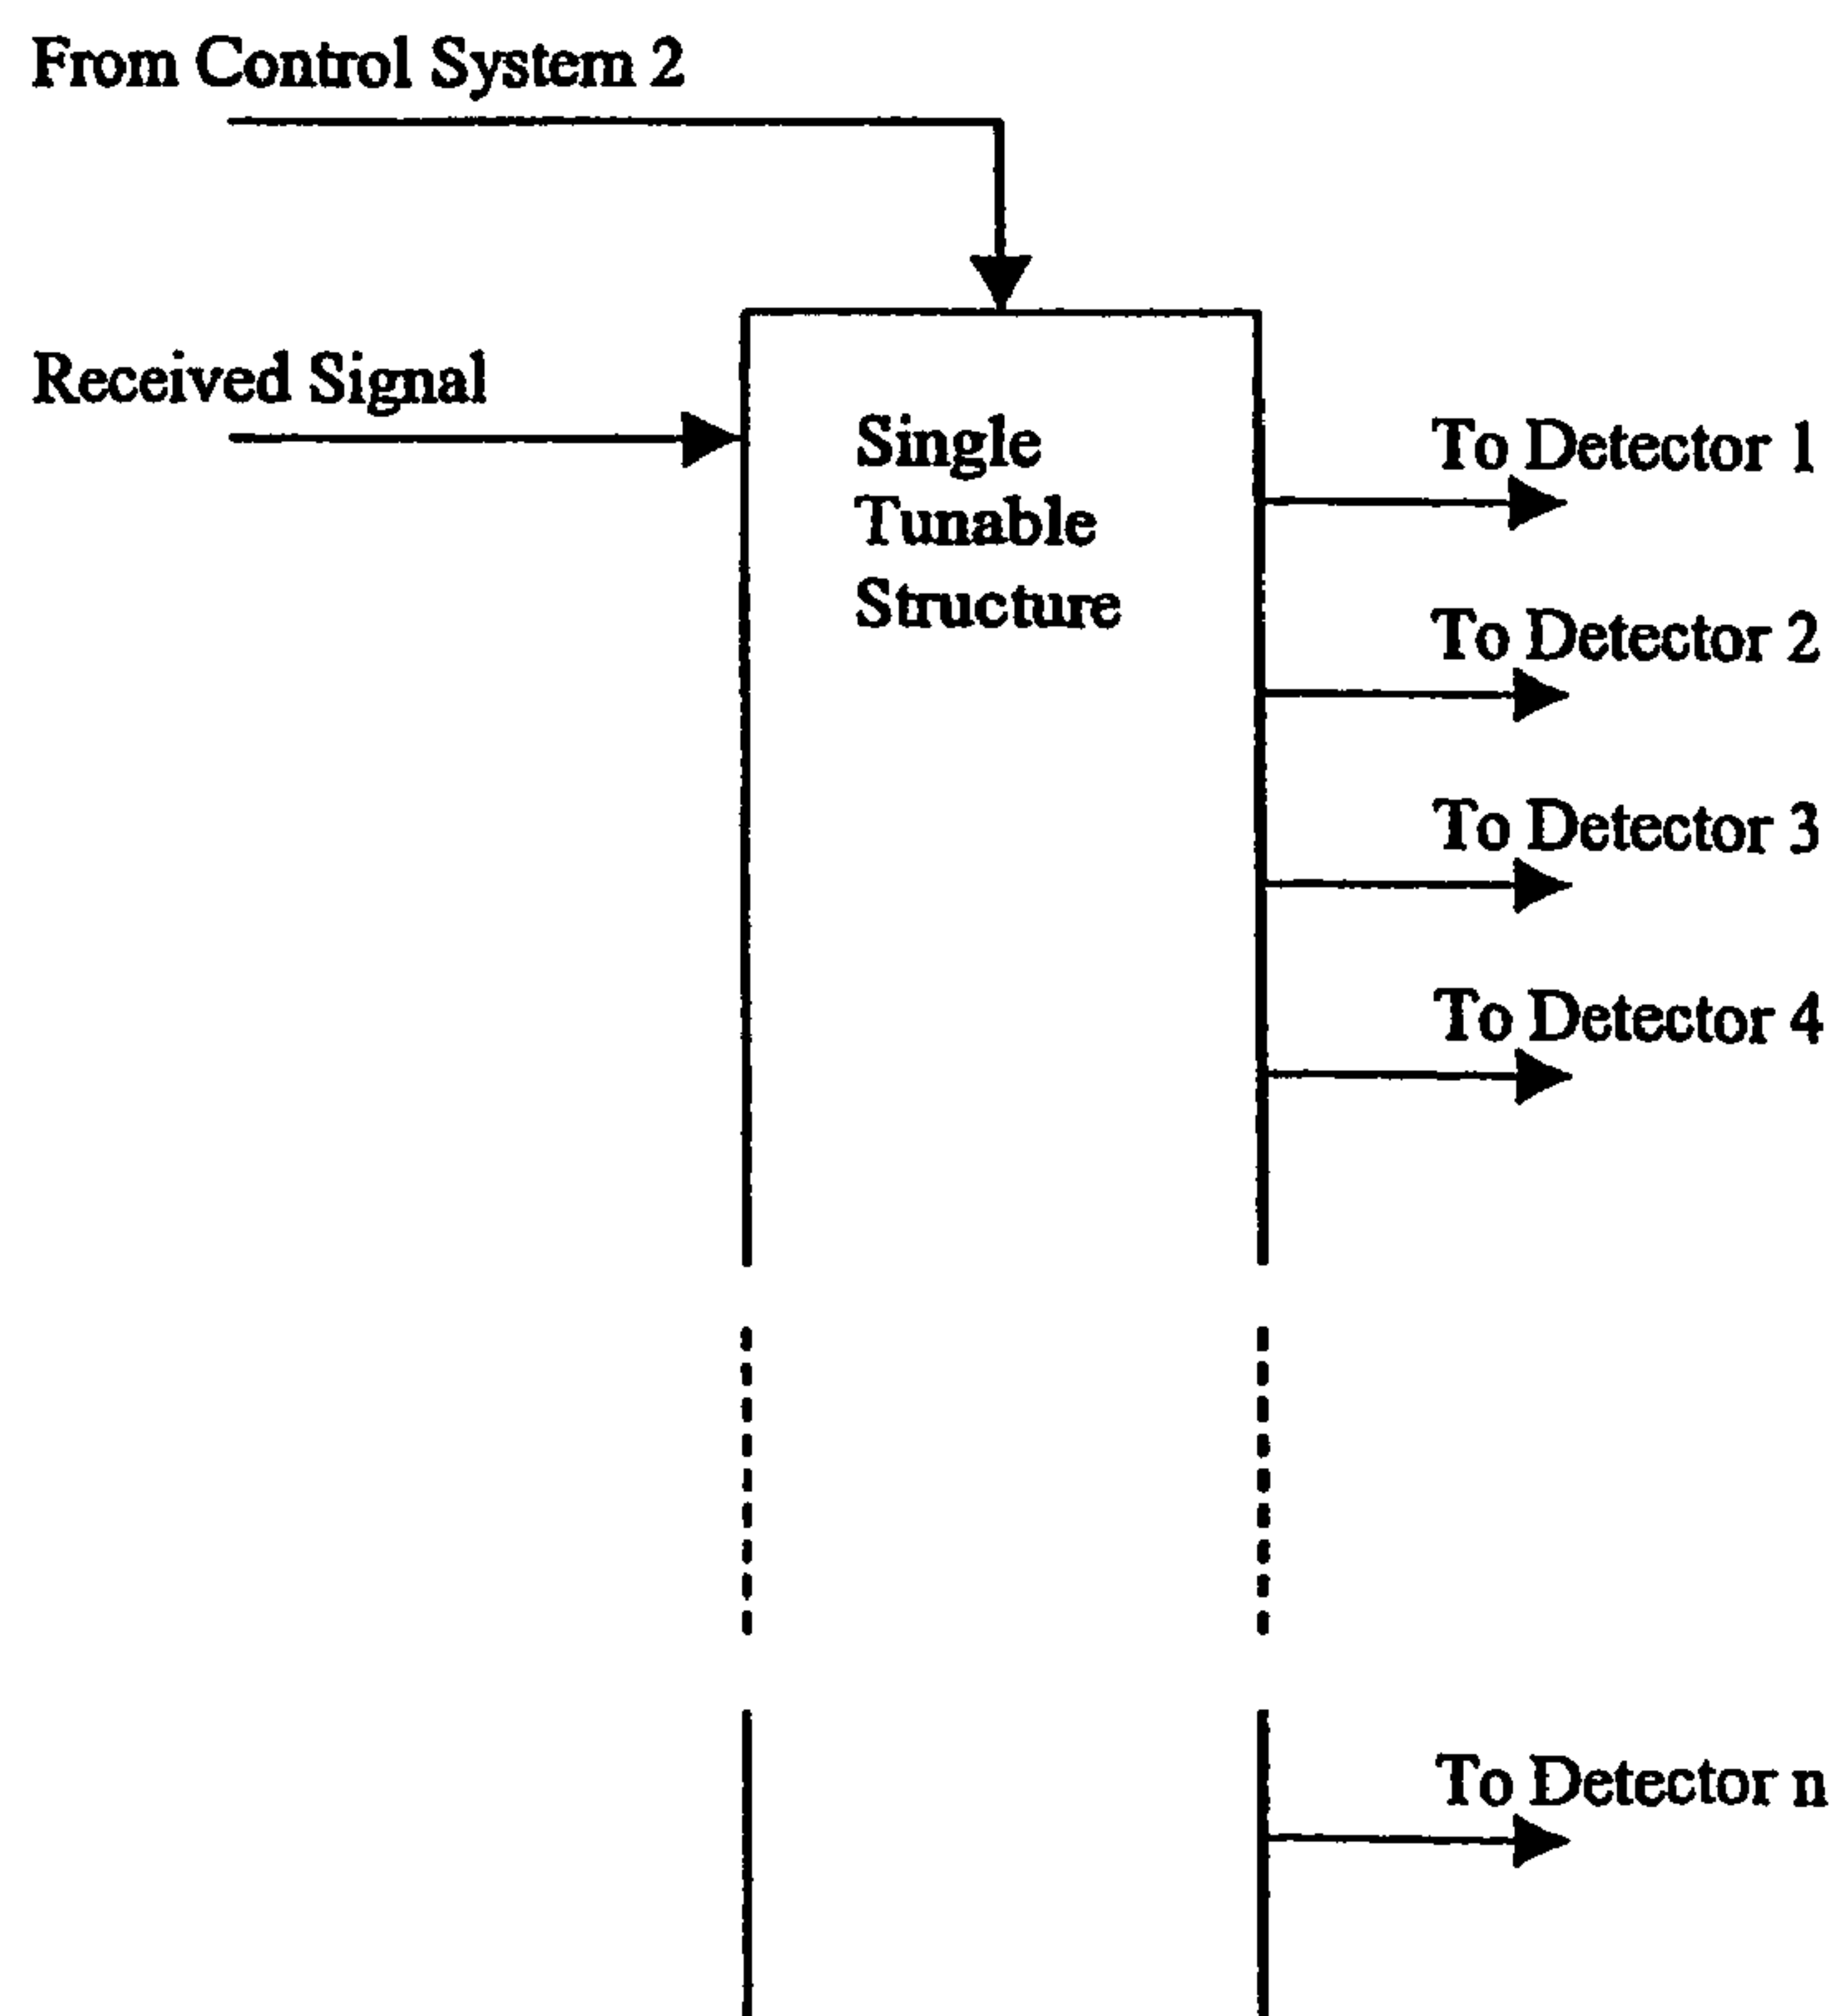 From Control System 2
Received Signal
Single
Tunable
Structure
To Detector 1
To Detector 2
To Detector 3
To Detector 4
To Detector n